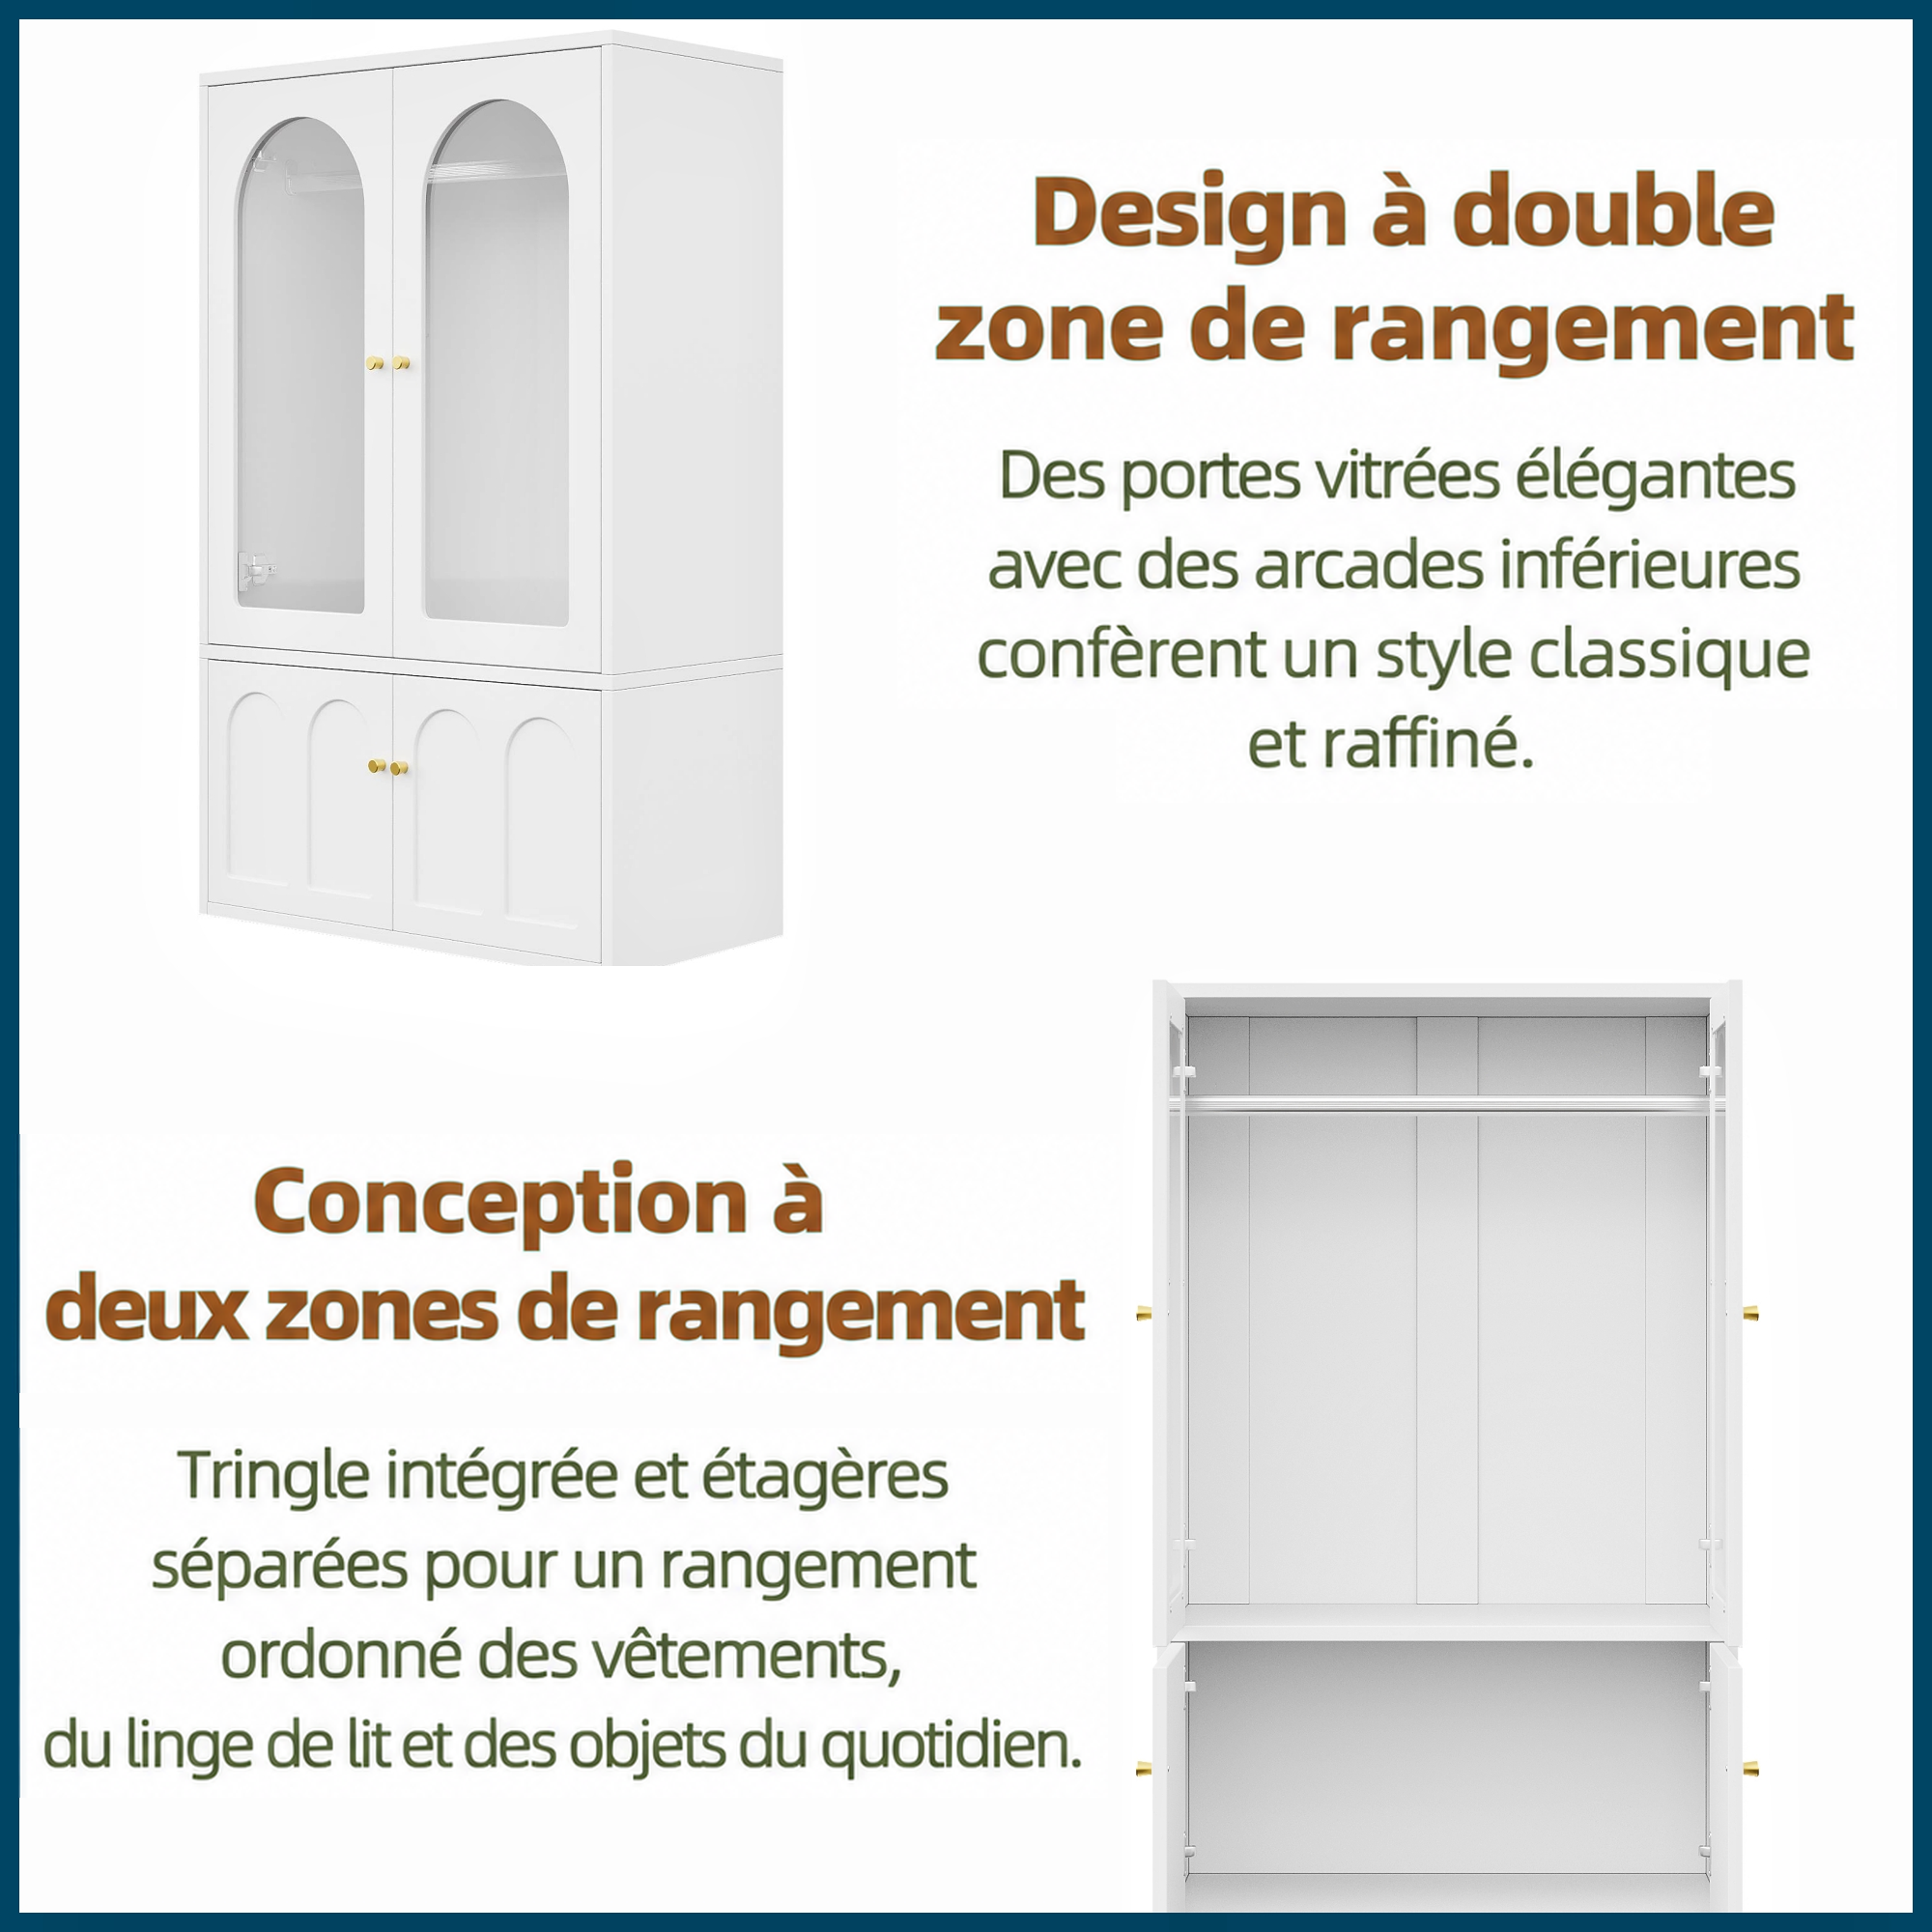 Design à double
zone de rangement
Des portes vitrées élégantes
avec des arcades inférieures
confèrent un style classique
et raffiné.
Conception à
deux zones de rangement
Tringle intégrée et étagères
séparées pour un rangement
ordonné des vêtements,
du linge de lit et des objets du quotidien.